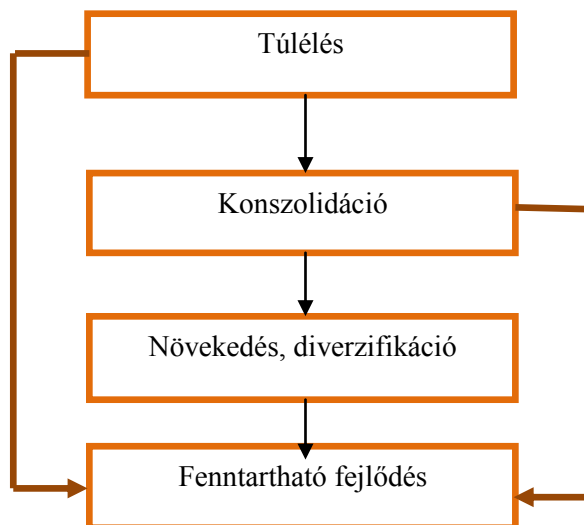 Túlélés
Konszolidáció
Növekedés, diverzifikáció
Fenntartható fejlődés